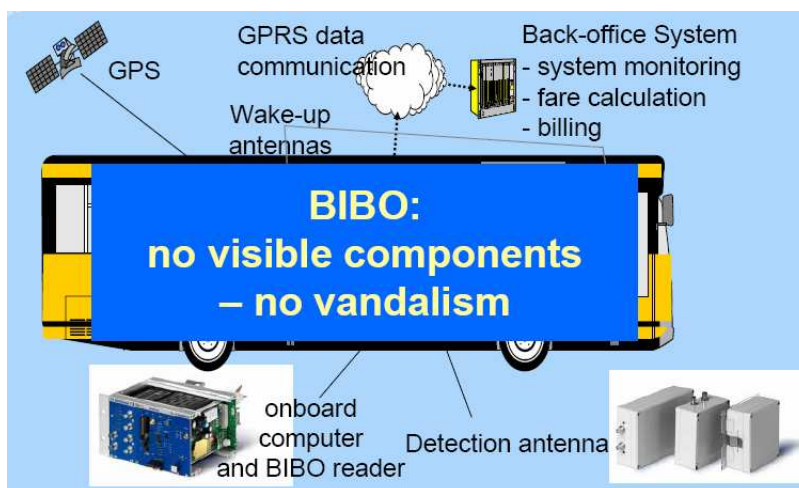 GPS
GPRS data
communication
Wake-up
antennas
Back-office System
- system monitoring
- fare calculation
- billing
BIBO:
no visible components
– no vandalism
onboard
computer
and BIBO reader
Detection antenna